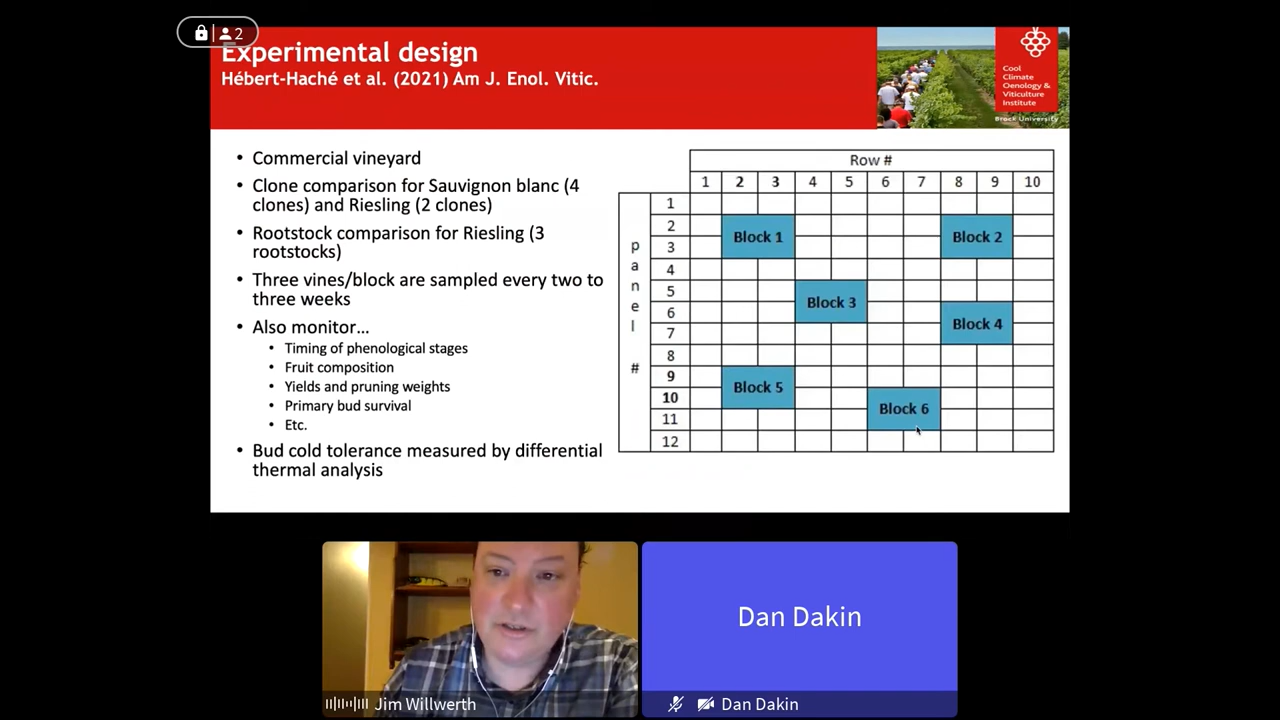 2
Experimental design
Hébert-Haché et al. (2021) Am J. Enol. Vitic.
Cool
Climate
Oenology &
Viticulture
Institute
Brock University
• Commercial vineyard
• Clone comparison for Sauvignon blanc (4
clones) and Riesling (2 clones)
• Rootstock comparison for Riesling (3
rootstocks)
• Three vines/block are sampled every two to
three weeks
• Also monitor...
• Timing of phenological stages
• Fruit composition
• Yields and pruning weights
• Primary bud survival
• Etc.
• Bud cold tolerance measured by differential
thermal analysis
Row #
1 2 3 4 5 6 7 8 9 10
panel #
1
2
3
4
5
6
7
8
9
10
11
12
Block 1
Block 2
Block 3
Block 4
Block 5
Block 6
Dan Dakin
Jim Willwerth
Dan Dakin